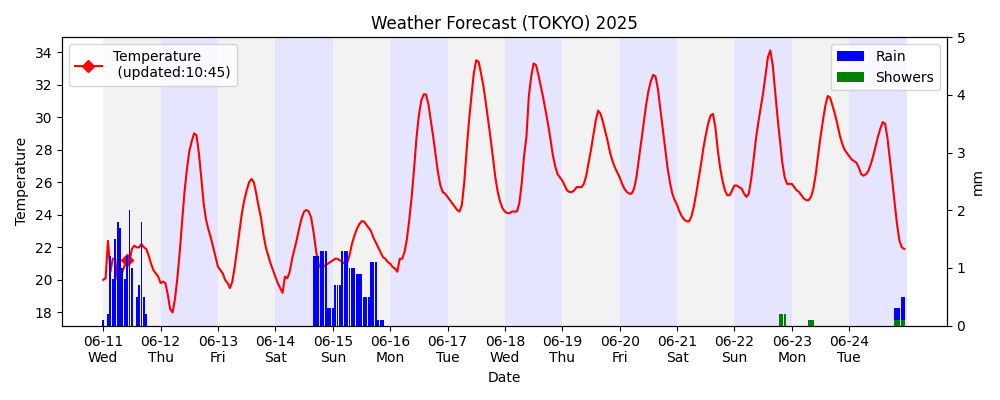 Weather Forecast (TOKYO) 2025
Temperature
(updated:10:45)
Rain
Showers
Temperature
34
32
30
28
26
24
22
20
18
5
4
3
2
1
0
mm
06-11 06-12 06-13 06-14 06-15 06-16 06-17 06-18 06-19 06-20 06-21 06-22 06-23 06-24
Wed Thu Fri Sat Sun Mon Tue Wed Thu Fri Sat Sun Mon Tue
Date